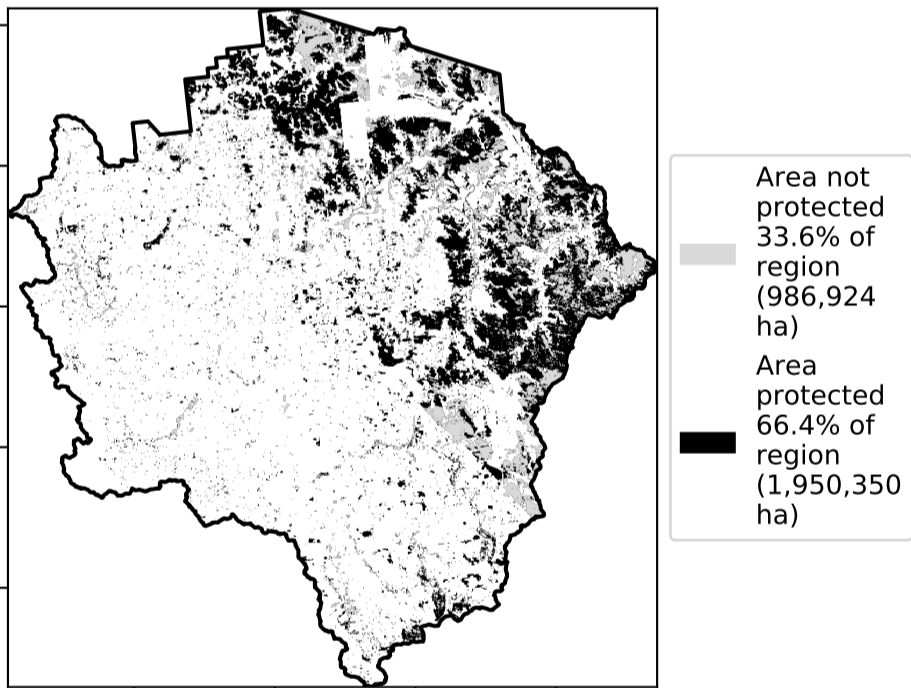 Area not
protected
33.6% of
region
(986,924
ha)
Area
protected
66.4% of
region
(1,950,350
ha)